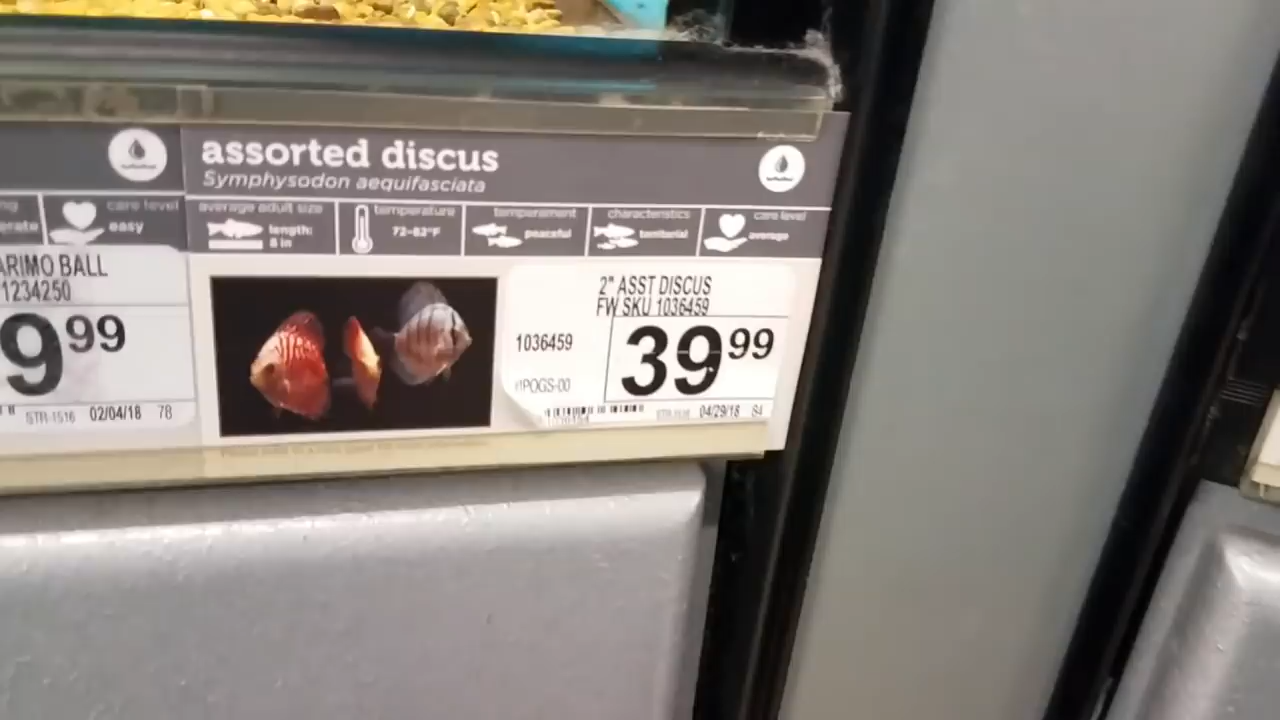 assorted discus
Symphysodon aequifasciata
care level
easy
average adult size
length:
8 in
temperature
72-82°F
temperament
peaceful
characteristics
territorial
care level
average
ARIMO BALL
1234250
9 99
STR-1516 02/04/18 78
2" ASST DISCUS
FW SKU 1036459
1036459
39 99
POGS-00
04/29/18 84